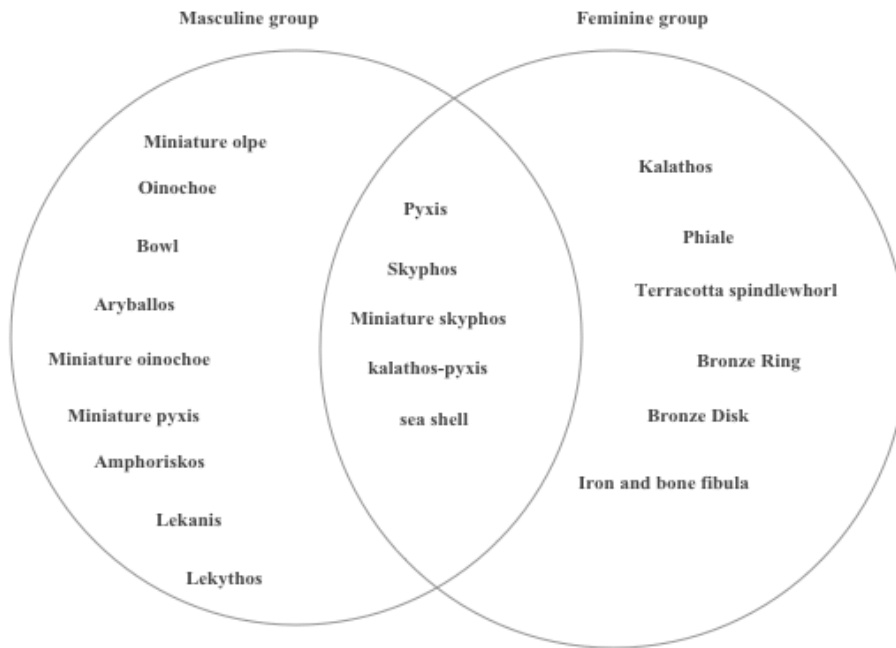 Masculine group
Feminine group
Miniature olpe
Oinochoe
Bowl
Aryballos
Miniature oinochoe
Miniature pyxis
Amphoriskos
Lekanis
Lekythos
Pyxis
Skyphos
Miniature skyphos
kalathos-pyxis
sea shell
Kalathos
Phiale
Terracotta spindlewhorl
Bronze Ring
Bronze Disk
Iron and bone fibula